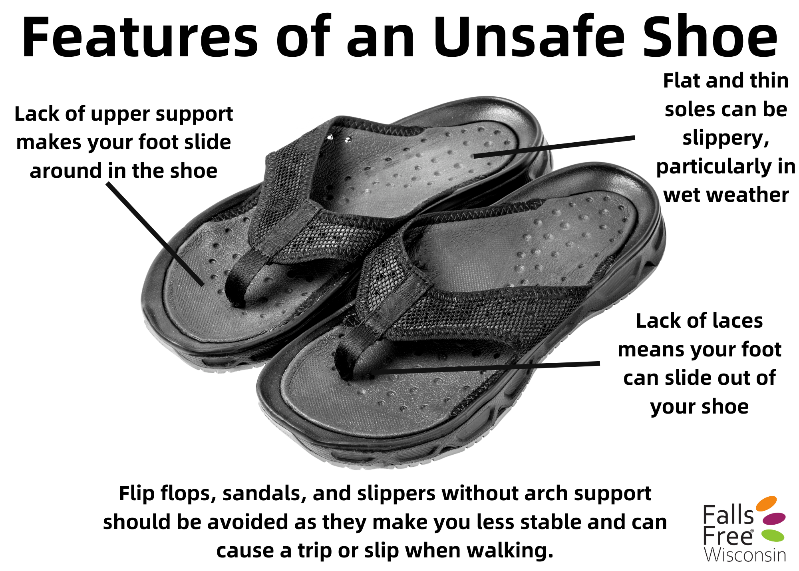 Features of an Unsafe Shoe
Lack of upper support
makes your foot slide
around in the shoe
Flat and thin
soles can be
slippery,
particularly in
wet weather
Lack of laces
means your foot
can slide out of
your shoe
Flip flops, sandals, and slippers without arch support
should be avoided as they make you less stable and can
cause a trip or slip when walking.
Falls
Free®
Wisconsin